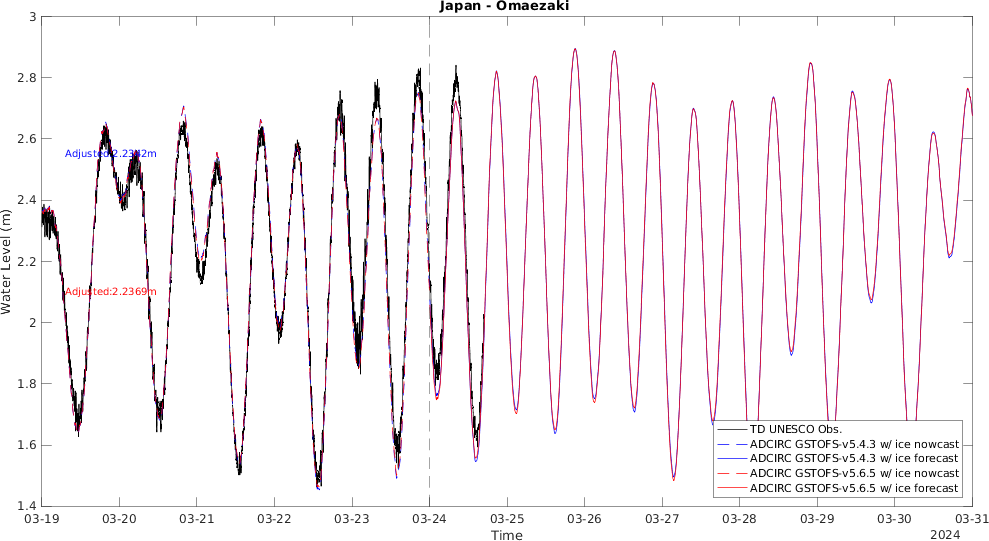 Japan - Omaezaki
3
2.8
2.6
2.4
2.2
2
1.8
1.6
1.4
Water Level (m)
Adjusted:2.2342m
Adjusted:2.2369m
TD UNESCO Obs.
ADCIRC GSTOFS-v5.4.3 w/ ice nowcast
ADCIRC GSTOFS-v5.4.3 w/ ice forecast
ADCIRC GSTOFS-v5.6.5 w/ ice nowcast
ADCIRC GSTOFS-v5.6.5 w/ ice forecast
03-19 03-20 03-21 03-22 03-23 03-24 03-25 03-26 03-27 03-28 03-29 03-30 03-31
Time
2024